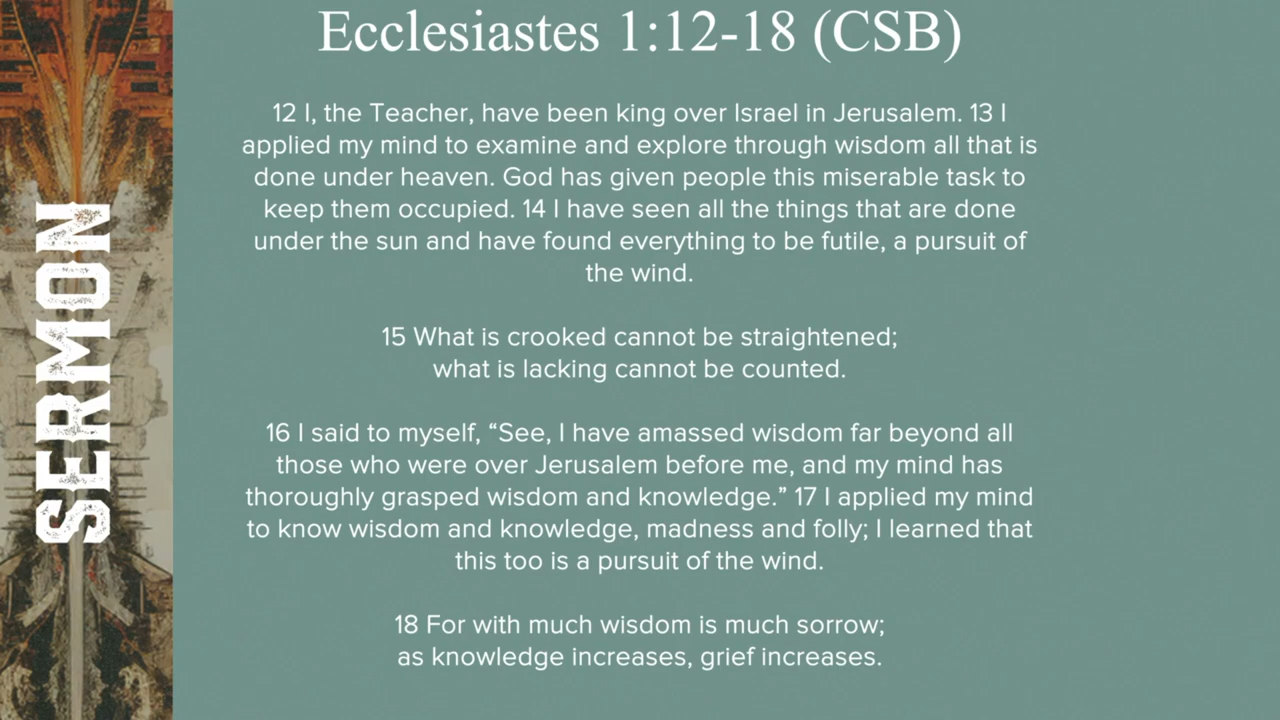 Ecclesiastes 1:12-18 (CSB)
12 I, the Teacher, have been king over Israel in Jerusalem. 13 I
applied my mind to examine and explore through wisdom all that is
done under heaven. God has given people this miserable task to
keep them occupied. 14 I have seen all the things that are done
under the sun and have found everything to be futile, a pursuit of
the wind.
15 What is crooked cannot be straightened;
what is lacking cannot be counted.
16 I said to myself, “See, I have amassed wisdom far beyond all
those who were over Jerusalem before me, and my mind has
thoroughly grasped wisdom and knowledge.” 17 I applied my mind
to know wisdom and knowledge, madness and folly; I learned that
this too is a pursuit of the wind.
18 For with much wisdom is much sorrow;
as knowledge increases, grief increases.
SERMON